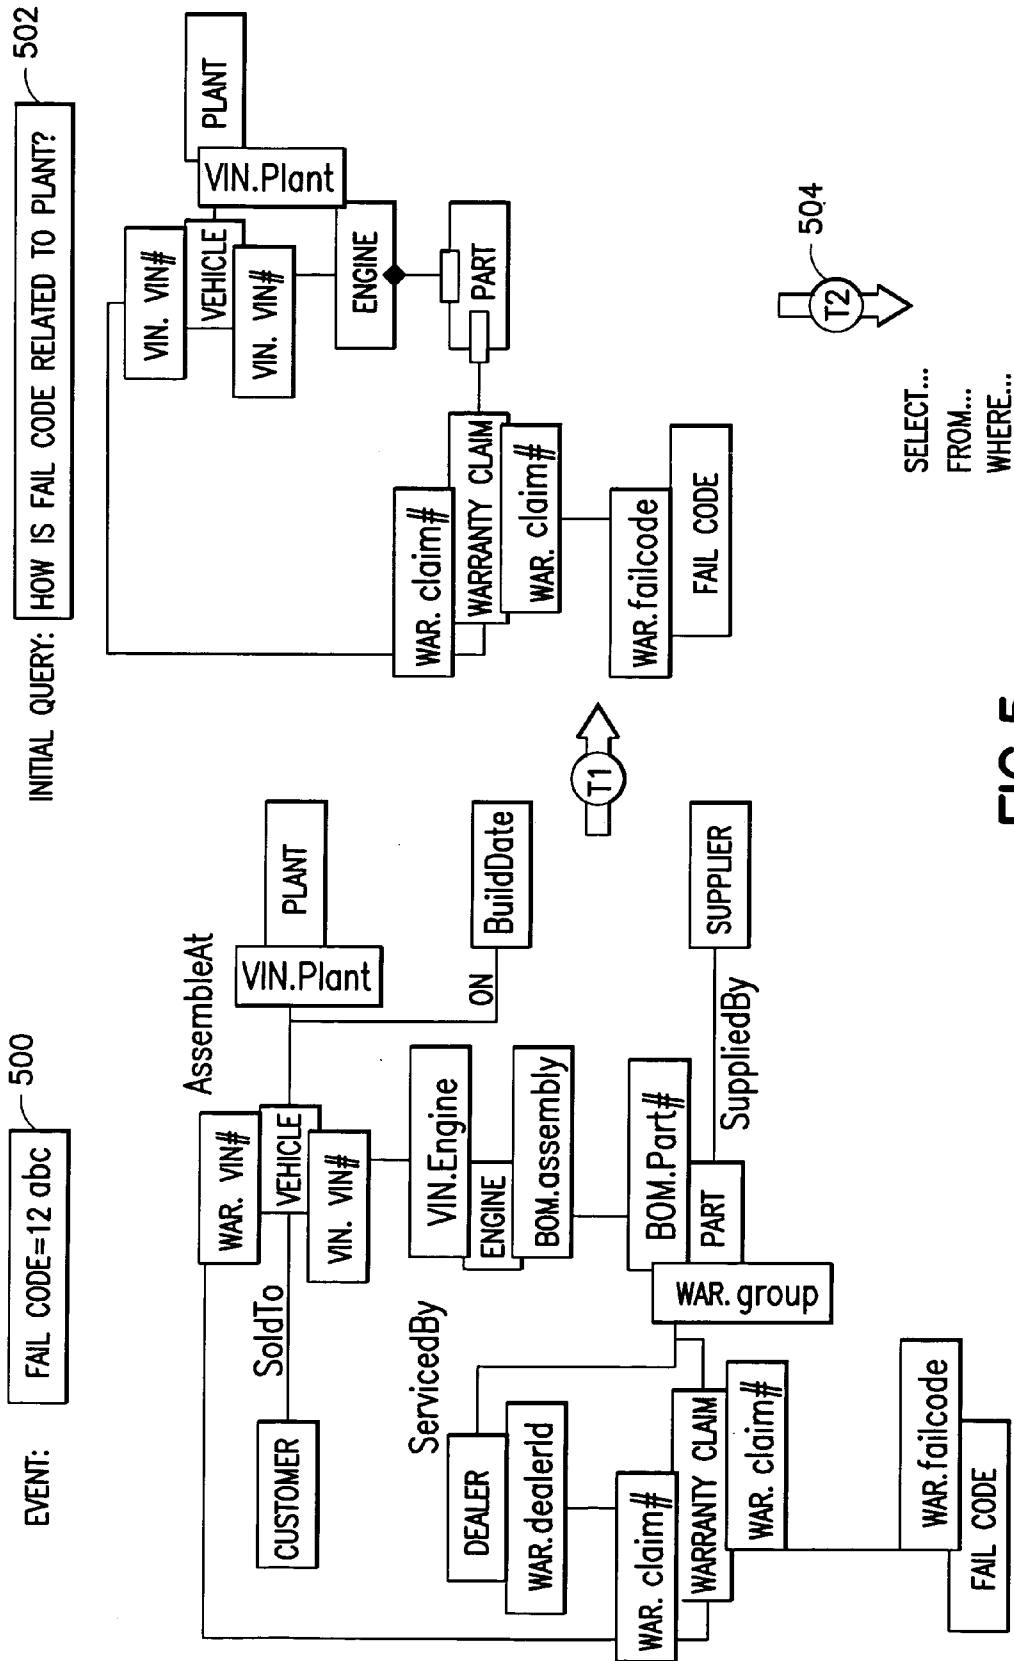 EVENT:
FAIL CODE=12 abc
500
INITIAL QUERY:
HOW IS FAIL CODE RELATED TO PLANT?
502
AssembleAt
WAR. VIN#
VEHICLE
VIN. VIN#
VIN.Plant
PLANT
SoldTo
CUSTOMER
ON
BuildDate
VIN.Engine
ENGINE
BOM.assembly
ServicedBy
DEALER
WAR.dealerId
BOM.Part#
PART
WAR.group
SuppliedBy
SUPPLIER
WAR. claim#
WARRANTY CLAIM
WAR. claim#
WAR.failcode
FAIL CODE
T1
VIN. VIN#
VEHICLE
VIN. VIN#
VIN.Plant
PLANT
ENGINE
PART
WAR. claim#
WARRANTY CLAIM
WAR. claim#
WAR.failcode
FAIL CODE
T2
504
SELECT...
FROM...
WHERE...